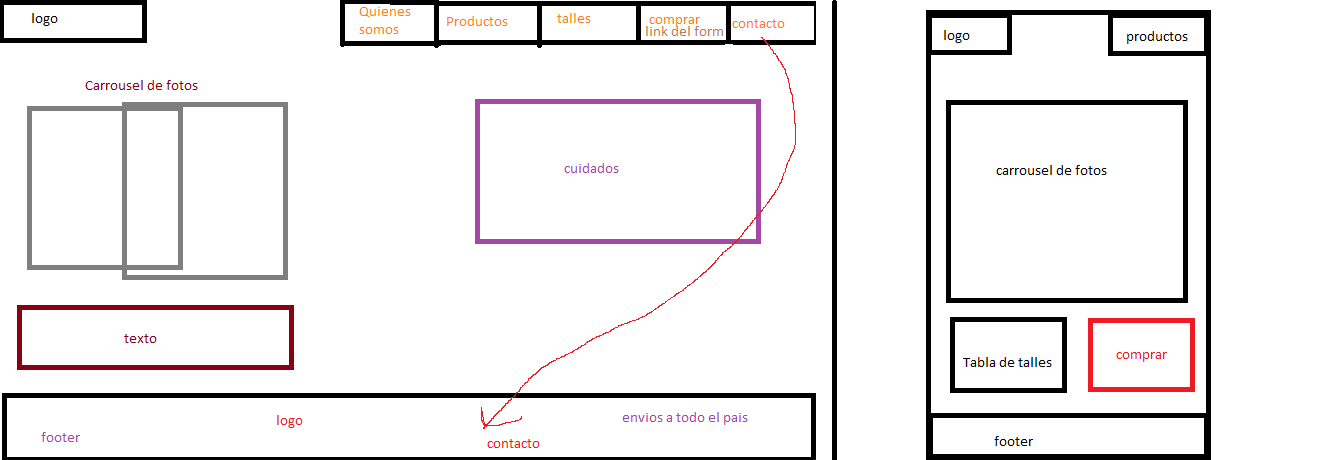 logo
Quienes
somos
Productos
talles
comprar
link del form
contacto
Carrousel de fotos
cuidados
texto
logo
envios a todo el pais
footer
contacto
logo
productos
carrousel de fotos
Tabla de talles
comprar
footer